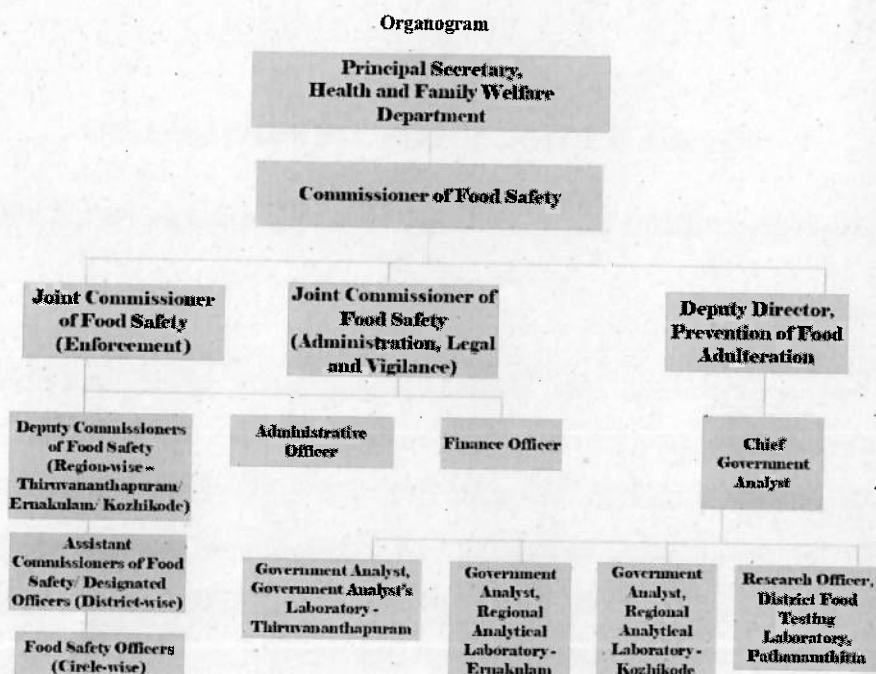 Organogram
Principal Secretary,
Health and Family Welfare
Department
Commissioner of Food Safety
Joint Commissioner
of Food Safety
(Enforcement)
Joint Commissioner of
Food Safety
(Administration, Legal
and Vigilance)
Deputy Director,
Prevention of Food
Adulteration
Deputy Commissioners
of Food Safety
(Region-wise -
Thiruvananthapuram/
Ernakulam/ Kozhikode)
Administrative
Officer
Finance Officer
Chief
Government
Analyst
Assistant
Commissioners of Food
Safety/ Designated
Officers (District-wise)
Food Safety Officers
(Circle-wise)
Government Analyst,
Government Analyst's
Laboratory -
Thiruvananthapuram
Government
Analyst,
Regional
Analytical
Laboratory-
Ernakulam
Government
Analyst,
Regional
Analytical
Laboratory-
Kozhikode
Research Officer,
District Food
Testing
Laboratory,
Pathanamthitta